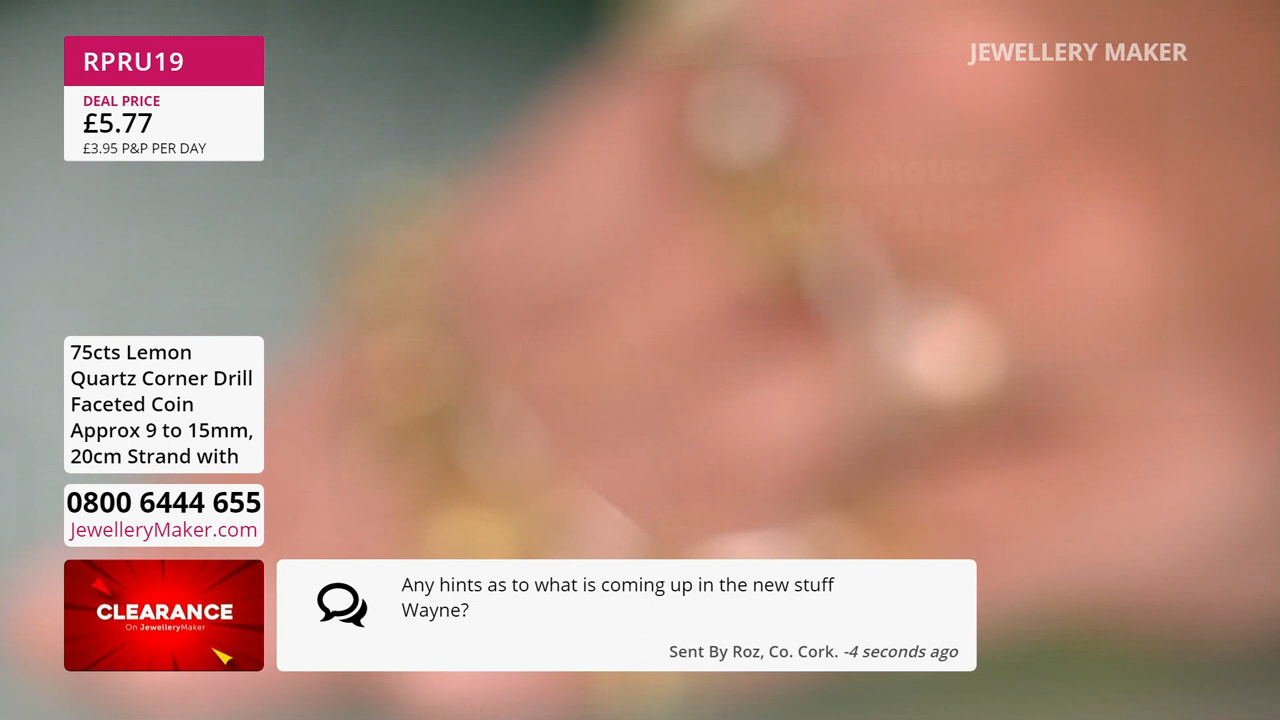 RPRU19
DEAL PRICE
£5.77
£3.95 P&P PER DAY
JEWELLERY MAKER
warehouse
CLEARANCE
75cts Lemon
Quartz Corner Drill
Faceted Coin
Approx 9 to 15mm,
20cm Strand with
0800 6444 655
JewelleryMaker.com
CLEARANCE
On JewelleryMaker
Any hints as to what is coming up in the new stuff
Wayne?
Sent By Roz, Co. Cork. -4 seconds ago